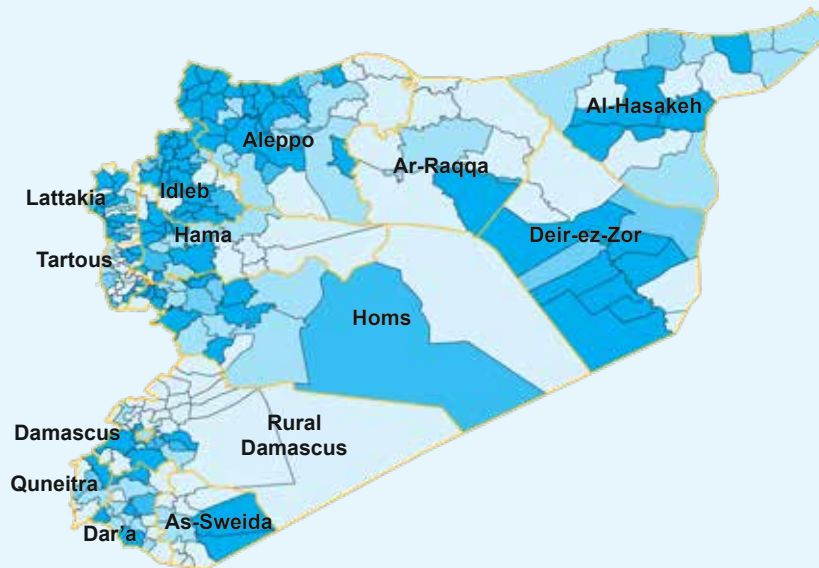 Al-Hasakeh
Aleppo
Ar-Raqqa
Idleb
Lattakia
Hama
Deir-ez-Zor
Tartous
Homs
Rural
Damascus
Damascus
Quneitra
As-Sweida
Dar'a